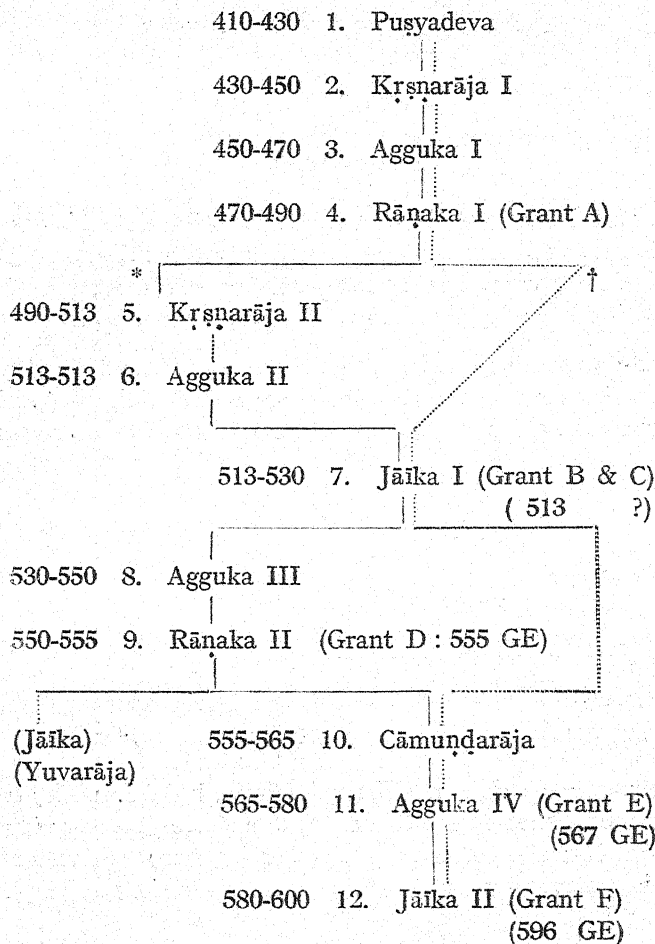 410-430 1. Puṣyadeva
430-450 2. Kṛṣṇarāja I
450-470 3. Agguka I
470-490 4. Rāṇaka I (Grant A)
* †
490-513 5. Kṛṣṇarāja II
513-513 6. Agguka II
513-530 7. Jāīka I (Grant B & C)
( 513 ?)
530-550 8. Agguka III
550-555 9. Rāṇaka II (Grant D : 555 GE)
(Jāīka) 555-565 10. Cāmuṇḍarāja
(Yuvarāja)
565-580 11. Agguka IV (Grant E)
(567 GE)
580-600 12. Jāīka II (Grant F)
(596 GE)